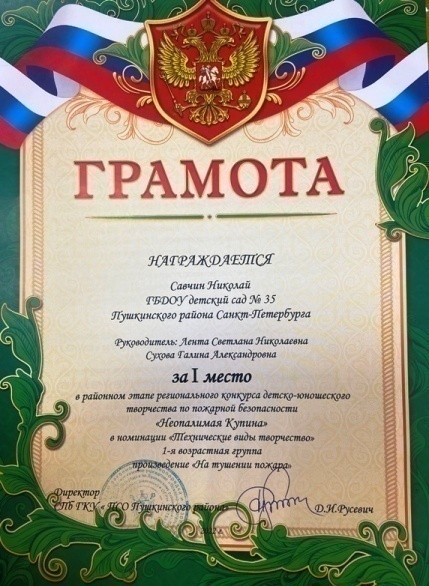 ГРАМОТА
НАГРАЖДАЕТСЯ
Савчин Николай
ГБДОУ детский сад № 35
Пушкинского района Санкт-Петербурга
Руководитель: Лента Светлана Николаевна
Сухова Галина Александровна
за I место
в районном этапе регионального конкурса детско-юношеского
творчества по пожарной безопасности
«Неопалимая Купина»
в номинации «Технические виды творчество»
1-я возрастная группа
произведение «На тушении пожара»
Директор
СПБ ГКУ «ПСО Пушкинского района»
Д.И.Русевич